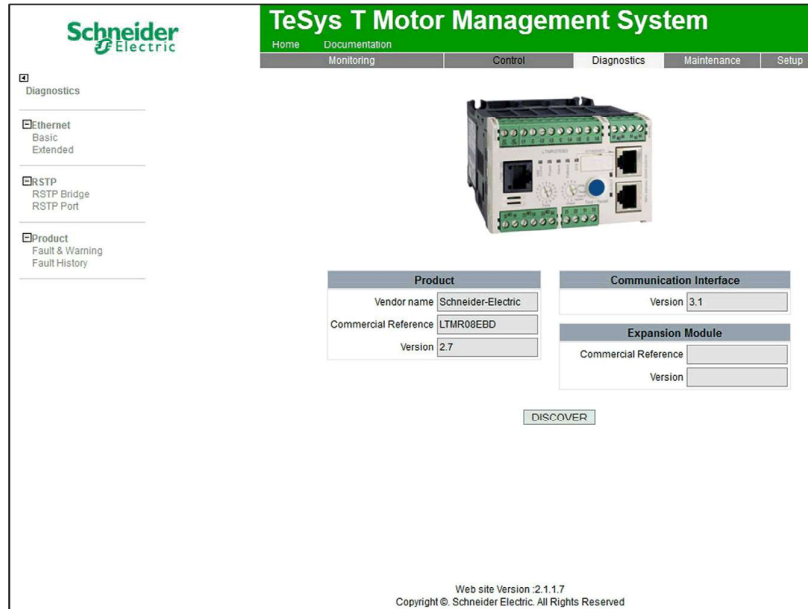 Schneider
Electric
TeSys T Motor Management System
Home Documentation
Monitoring Control Diagnostics Maintenance Setup
Diagnostics
Ethernet
Basic
Extended
RSTP
RSTP Bridge
RSTP Port
Product
Fault & Warning
Fault History
Product
Vendor name Schneider-Electric
Commercial Reference LTMR08EBD
Version 2.7
Communication Interface
Version 3.1
Expansion Module
Commercial Reference
Version
DISCOVER
Web site Version :2.1.1.7
Copyright ©. Schneider Electric. All Rights Reserved